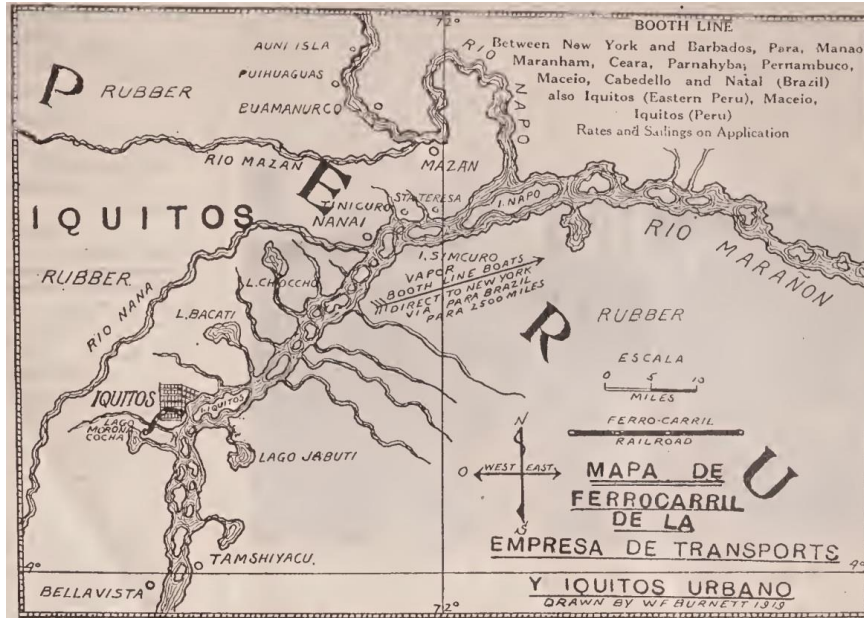 72°
BOOTH LINE
Between New York and Barbados, Para, Manao
Maranham, Ceara, Parnahyba; Pernambuco,
Maceio, Cabedello and Natal (Brazil)
also Iquitos (Eastern Peru), Maceio,
Iquitos (Peru)
Rates and Sailings on Application
AUNI ISLA
PUIHUAGUAS
BUAMANURCO
RIO NAPO
P
RUBBER
RIO MAZAN
MAZAN
E
IQUITOS
TINICURO
STA TERESA
NANAI
I. NAPO
RIO MARAÑON
I. SIMCURO
VAPOR
BOOTH LINE BOATS
DIRECT TO NEW YORK
VIA PARA BRAZIL
PARA 2500 MILES
RUBBER
RIO NANA
L. CHOCCHO
L. BACATI
R
RUBBER
ESCALA
0 5 10
MILES
IQUITOS
I. IQUITOS
LAGO
MORONA
COCHA
FERRO-CARRIL
RAILROAD
N
O WEST EAST
S
LAGO JABUTI
U
MAPA DE
FERROCARRIL
DE LA
EMPRESA DE TRANSPORTS
TAMSHIYACU.
4°
4°
BELLAVISTA
72°
Y IQUITOS URBANO
DRAWN BY W F BURNETT 1919